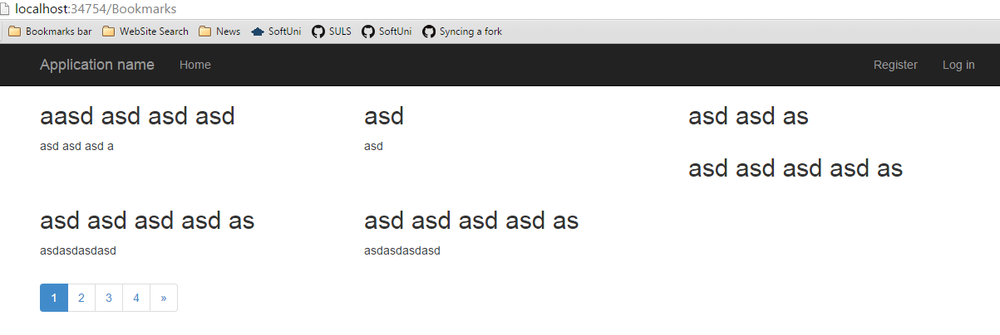 localhost:34754/Bookmarks
Bookmarks bar WebSite Search News SoftUni SULS SoftUni Syncing a fork
Application name Home Register Log in
aasd asd asd asd asd asd asd as
asd asd asd a asd
asd asd asd asd as
asd asd asd asd as asd asd asd asd as
asdasdasdasd asdasdasdasd
1 2 3 4 »